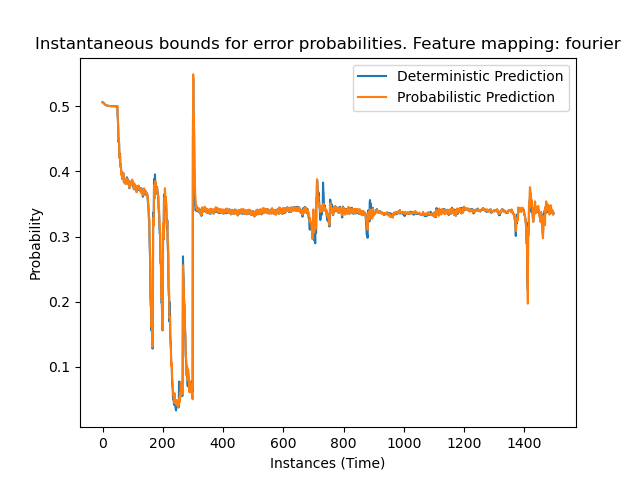 Instantaneous bounds for error probabilities. Feature mapping: fourier
Deterministic Prediction
Probabilistic Prediction
0.5
0.4
0.3
0.2
0.1
Probability
0
200
400
600
800
1000
1200
1400
Instances (Time)